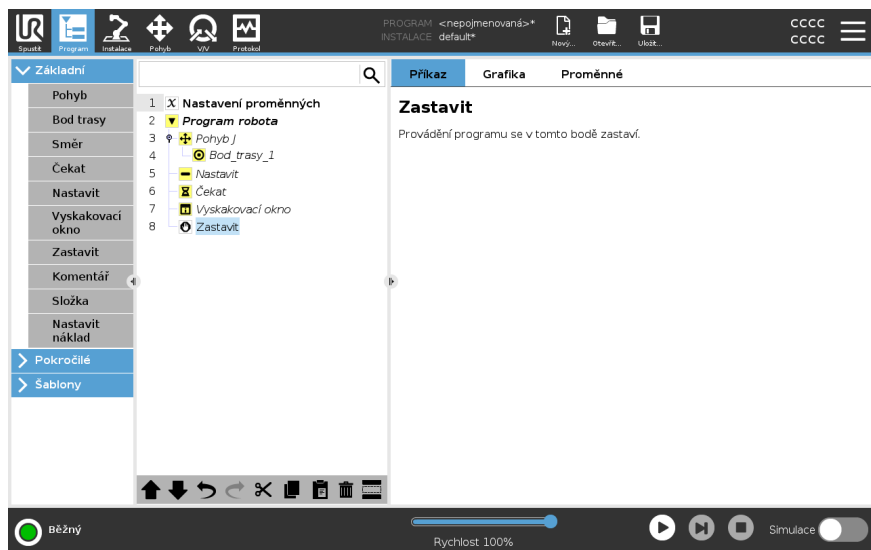 PROGRAM <nepojmenovaná>*
INSTALACE default*
CCCC
CCCC
Spustit
Program
Instalace
Pohyb
V/V
Protokol
Nový...
Otevřít...
Uložit...
Základní
Pohyb
Bod trasy
Směr
Čekat
Nastavit
Vyskakovací
okno
Zastavit
Komentář
Složka
Nastavit
náklad
Pokročilé
Šablony
1 X Nastavení proměnných
2 Program robota
3 Pohyb J
4 Bod_trasy_1
5 Nastavit
6 Čekat
7 Vyskakovací okno
8 Zastavit
Příkaz
Grafika
Proměnné
Zastavit
Provádění programu se v tomto bodě zastaví.
Běžný
Rychlost 100%
Simulace